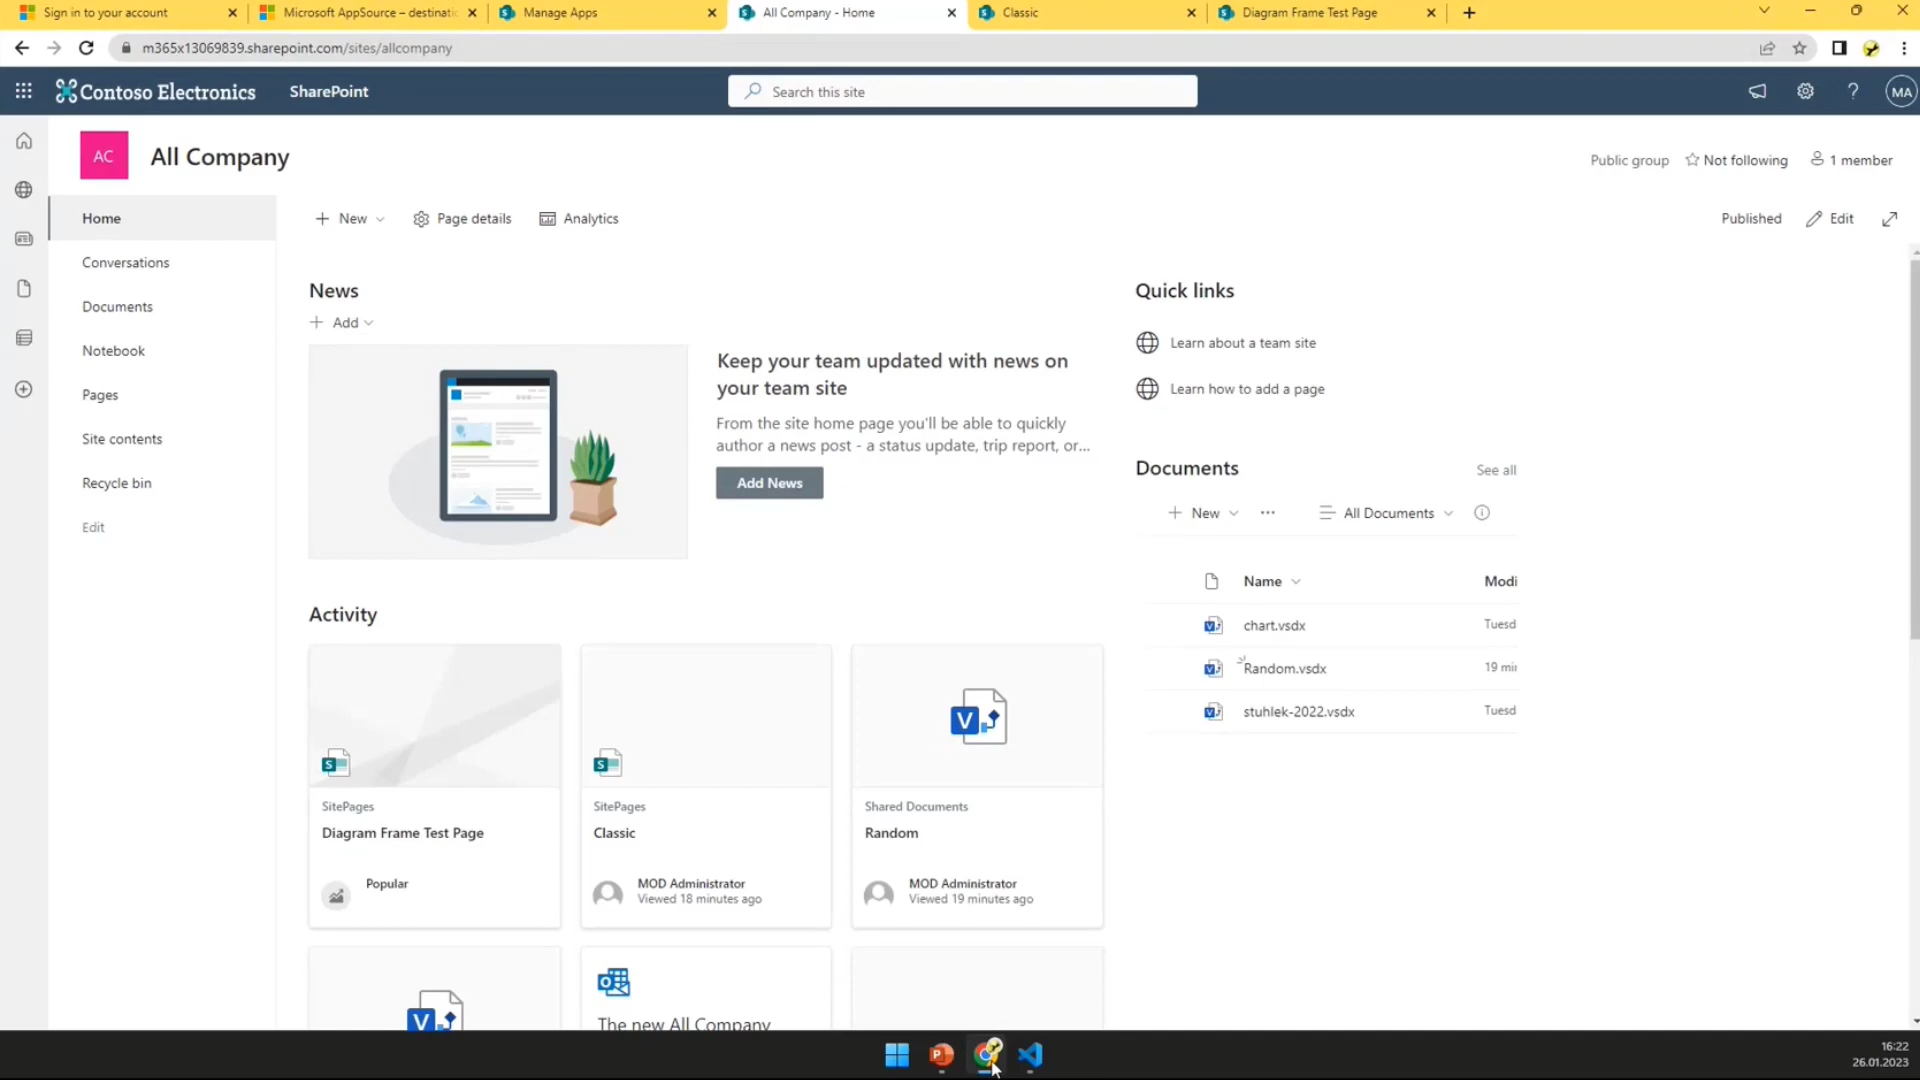 Sign in to your account
Microsoft AppSource – destinati
Manage Apps
All Company - Home
Classic
Diagram Frame Test Page
m365x13069839.sharepoint.com/sites/allcompany
Contoso Electronics
SharePoint
Search this site
MA
AC
All Company
Public group
Not following
1 member
Home
New
Page details
Analytics
Published
Edit
Conversations
Documents
Notebook
Pages
Site contents
Recycle bin
Edit
News
Add
Keep your team updated with news on
your team site
From the site home page you'll be able to quickly
author a news post - a status update, trip report, or...
Add News
Quick links
Learn about a team site
Learn how to add a page
Documents
See all
New
All Documents
Name
Modi
chart.vsdx
Tuesd
Random.vsdx
19 min
stuhlek-2022.vsdx
Tuesd
Activity
SitePages
Diagram Frame Test Page
Popular
SitePages
Classic
MOD Administrator
Viewed 18 minutes ago
Shared Documents
Random
MOD Administrator
Viewed 19 minutes ago
The new All Company
16:22
26.01.2023